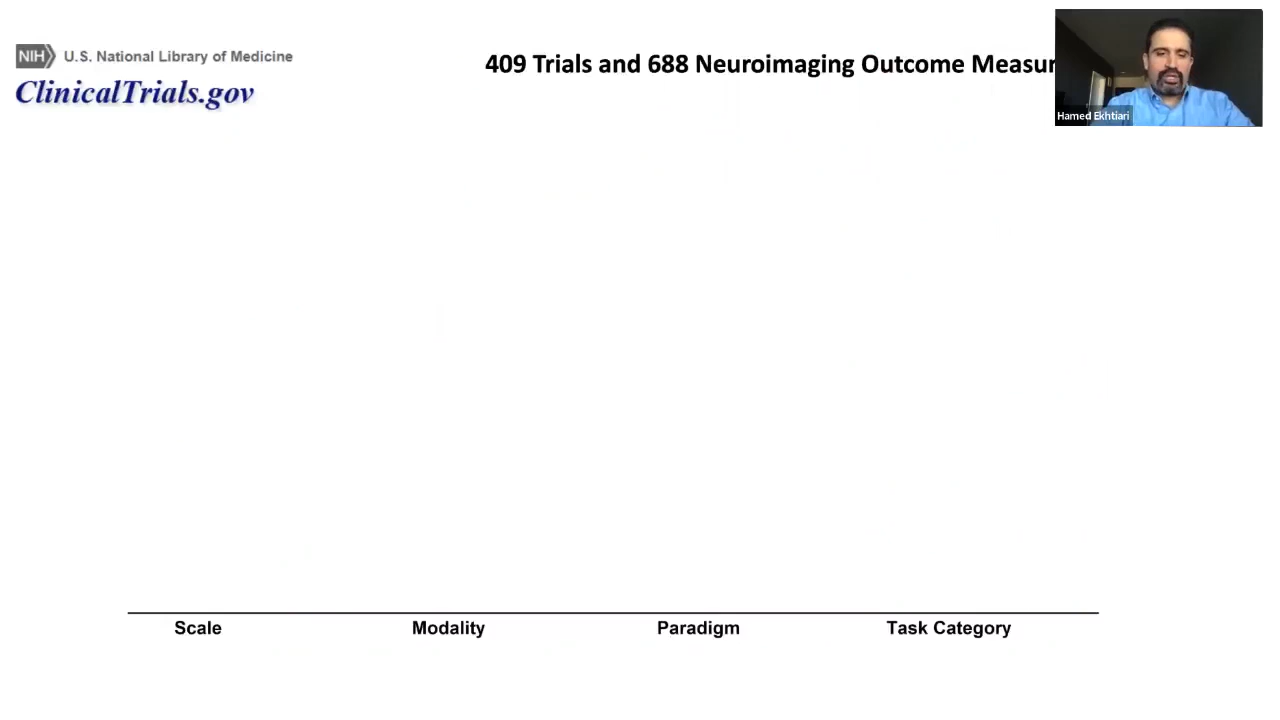 NIH U.S. National Library of Medicine
ClinicalTrials.gov
409 Trials and 688 Neuroimaging Outcome Measur
Hamed Ekhtiari
Scale Modality Paradigm Task Category